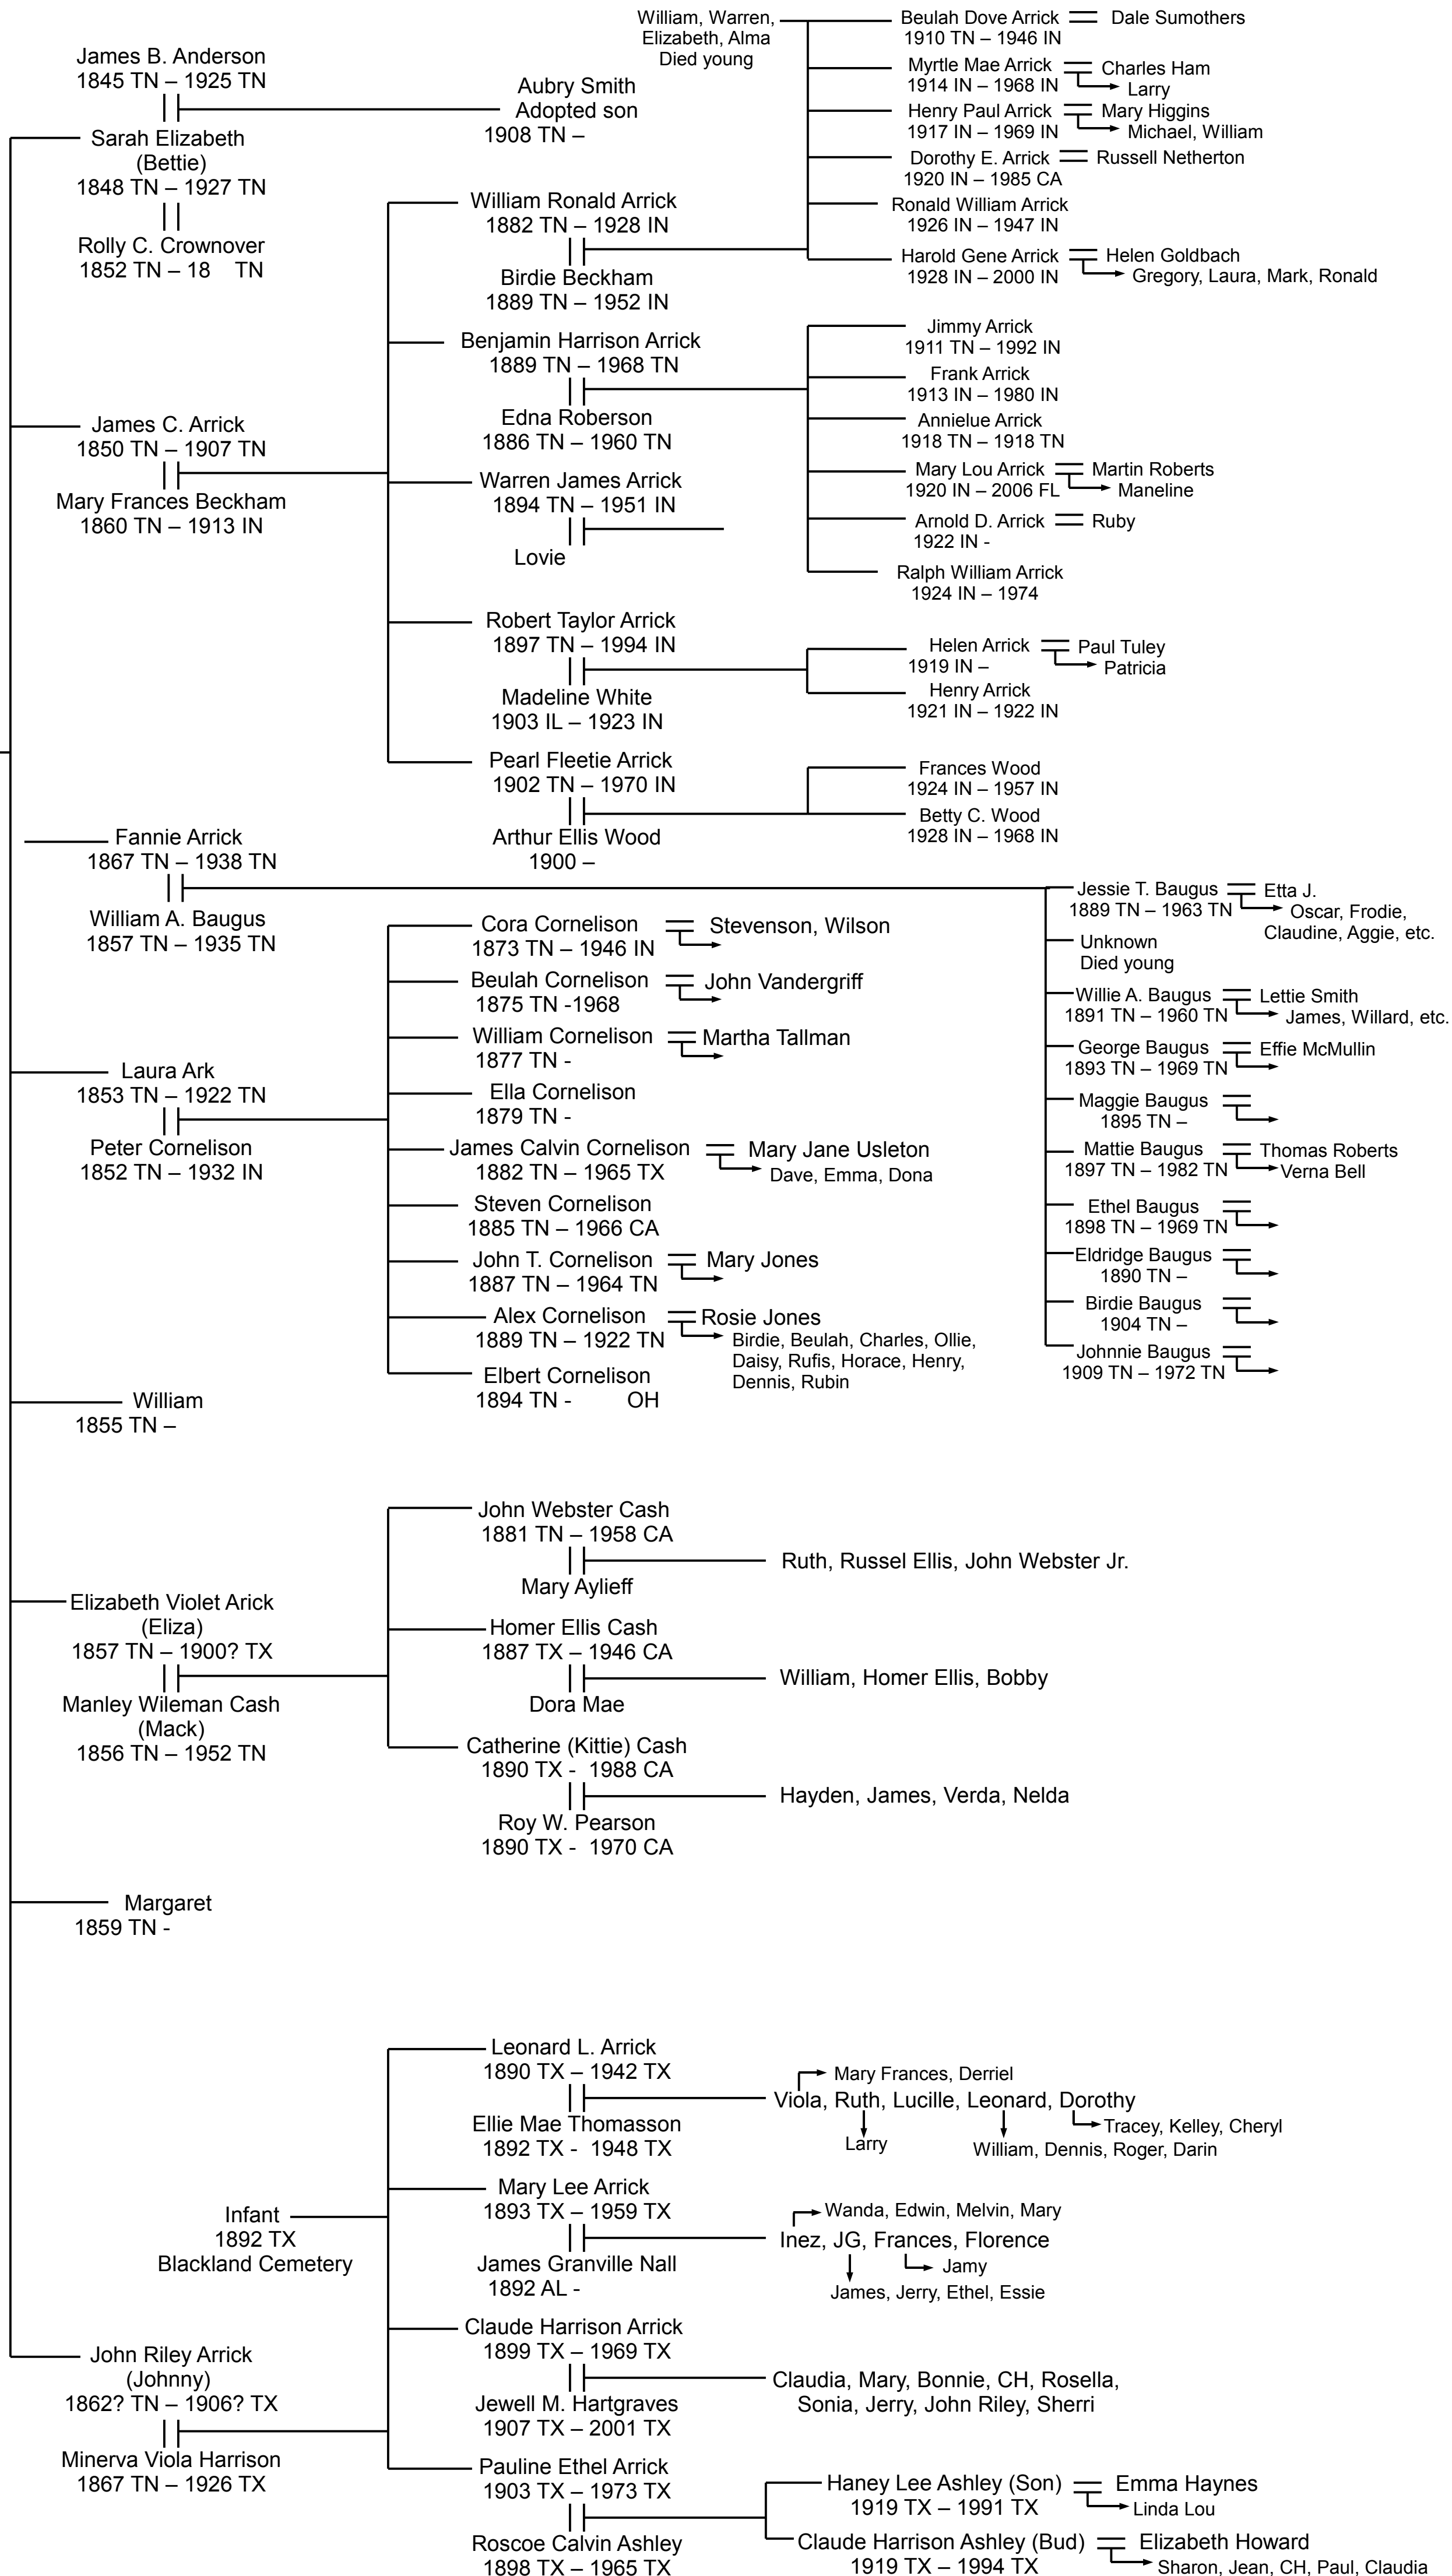 James B. Anderson
1845 TN – 1925 TN
Sarah Elizabeth
(Bettie)
1848 TN – 1927 TN
Rolly C. Crownover
1852 TN – 18    TN
Aubry Smith
Adopted son
1908 TN –
James C. Arrick
1850 TN – 1907 TN
Mary Frances Beckham
1860 TN – 1913 IN
William Ronald Arrick
1882 TN – 1928 IN
Birdie Beckham
1889 TN – 1952 IN
William, Warren,
Elizabeth, Alma
Died young
Beulah Dove Arrick
1910 TN – 1946 IN
Dale Sumothers
Myrtle Mae Arrick
1914 IN – 1968 IN
Charles Ham
Larry
Henry Paul Arrick
1917 IN – 1969 IN
Mary Higgins
Michael, William
Dorothy E. Arrick
1920 IN – 1985 CA
Russell Netherton
Ronald William Arrick
1926 IN – 1947 IN
Harold Gene Arrick
1928 IN – 2000 IN
Helen Goldbach
Gregory, Laura, Mark, Ronald
Benjamin Harrison Arrick
1889 TN – 1968 TN
Edna Roberson
1886 TN – 1960 TN
Jimmy Arrick
1911 TN – 1992 IN
Frank Arrick
1913 IN – 1980 IN
Annielue Arrick
1918 TN – 1918 TN
Mary Lou Arrick
1920 IN – 2006 FL
Martin Roberts
Maneline
Arnold D. Arrick
1922 IN -
Ruby
Ralph William Arrick
1924 IN – 1974
Warren James Arrick
1894 TN – 1951 IN
Lovie
Robert Taylor Arrick
1897 TN – 1994 IN
Madeline White
1903 IL – 1923 IN
Helen Arrick
1919 IN –
Paul Tuley
Patricia
Henry Arrick
1921 IN – 1922 IN
Pearl Fleetie Arrick
1902 TN – 1970 IN
Arthur Ellis Wood
1900 –
Frances Wood
1924 IN – 1957 IN
Betty C. Wood
1928 IN – 1968 IN
Fannie Arrick
1867 TN – 1938 TN
William A. Baugus
1857 TN – 1935 TN
Jessie T. Baugus
1889 TN – 1963 TN
Etta J.
Oscar, Frodie,
Claudine, Aggie, etc.
Unknown
Died young
Willie A. Baugus
1891 TN – 1960 TN
Lettie Smith
James, Willard, etc.
George Baugus
1893 TN – 1969 TN
Effie McMullin
Maggie Baugus
1895 TN –
Mattie Baugus
1897 TN – 1982 TN
Thomas Roberts
Verna Bell
Ethel Baugus
1898 TN – 1969 TN
Eldridge Baugus
1890 TN –
Birdie Baugus
1904 TN –
Johnnie Baugus
1909 TN – 1972 TN
Laura Ark
1853 TN – 1922 TN
Peter Cornelison
1852 TN – 1932 IN
Cora Cornelison
1873 TN – 1946 IN
Stevenson, Wilson
Beulah Cornelison
1875 TN -1968
John Vandergriff
William Cornelison
1877 TN -
Martha Tallman
Ella Cornelison
1879 TN -
James Calvin Cornelison
1882 TN – 1965 TX
Mary Jane Usleton
Dave, Emma, Dona
Steven Cornelison
1885 TN – 1966 CA
John T. Cornelison
1887 TN – 1964 TN
Mary Jones
Alex Cornelison
1889 TN – 1922 TN
Rosie Jones
Birdie, Beulah, Charles, Ollie,
Daisy, Rufis, Horace, Henry,
Dennis, Rubin
Elbert Cornelison
1894 TN -         OH
William
1855 TN –
Elizabeth Violet Arick
(Eliza)
1857 TN – 1900? TX
Manley Wileman Cash
(Mack)
1856 TN – 1952 TN
John Webster Cash
1881 TN – 1958 CA
Mary Aylieff
Ruth, Russel Ellis, John Webster Jr.
Homer Ellis Cash
1887 TX – 1946 CA
Dora Mae
William, Homer Ellis, Bobby
Catherine (Kittie) Cash
1890 TX -  1988 CA
Roy W. Pearson
1890 TX -  1970 CA
Hayden, James, Verda, Nelda
Margaret
1859 TN -
John Riley Arrick
(Johnny)
1862? TN – 1906? TX
Minerva Viola Harrison
1867 TN – 1926 TX
Infant
1892 TX
Blackland Cemetery
Leonard L. Arrick
1890 TX – 1942 TX
Ellie Mae Thomasson
1892 TX -  1948 TX
Mary Frances, Derriel
Viola, Ruth, Lucille, Leonard, Dorothy
Tracey, Kelley, Cheryl
Larry
William, Dennis, Roger, Darin
Mary Lee Arrick
1893 TX – 1959 TX
James Granville Nall
1892 AL -
Wanda, Edwin, Melvin, Mary
Inez, JG, Frances, Florence
Jamy
James, Jerry, Ethel, Essie
Claude Harrison Arrick
1899 TX – 1969 TX
Jewell M. Hartgraves
1907 TX – 2001 TX
Claudia, Mary, Bonnie, CH, Rosella,
Sonia, Jerry, John Riley, Sherri
Pauline Ethel Arrick
1903 TX – 1973 TX
Roscoe Calvin Ashley
1898 TX – 1965 TX
Haney Lee Ashley (Son)
1919 TX – 1991 TX
Emma Haynes
Linda Lou
Claude Harrison Ashley (Bud)
1919 TX – 1994 TX
Elizabeth Howard
Sharon, Jean, CH, Paul, Claudia